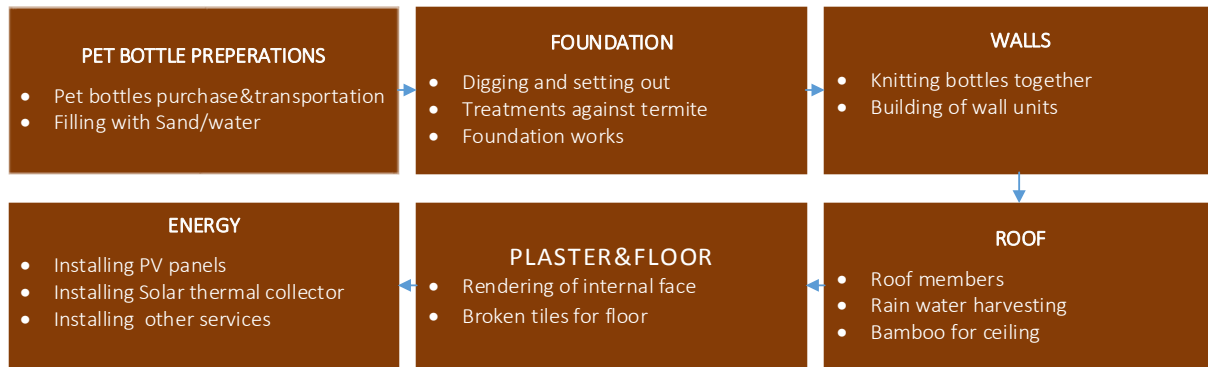 PET BOTTLE PREPERATIONS
• Pet bottles purchase&transportation
• Filling with Sand/water
FOUNDATION
• Digging and setting out
• Treatments against termite
• Foundation works
WALLS
• Knitting bottles together
• Building of wall units
ROOF
• Roof members
• Rain water harvesting
• Bamboo for ceiling
PLASTER&FLOOR
• Rendering of internal face
• Broken tiles for floor
ENERGY
• Installing PV panels
• Installing Solar thermal collector
• Installing other services